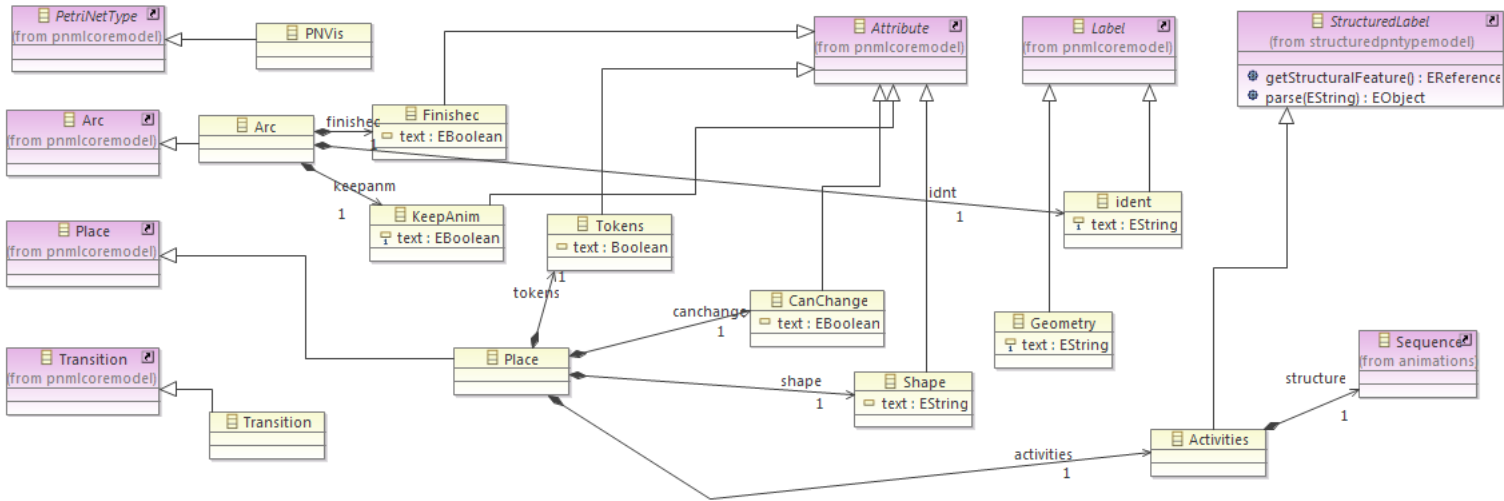 PetriNetType
(from pnmlcoremodel)
PNVis
Attribute
(from pnmlcoremodel)
Label
(from pnmlcoremodel)
StructuredLabel
(from structuredpntypemodel)
getStructuralFeature() : EReference
parse(EString) : EObject
Arc
(from pnmlcoremodel)
Arc
finishec
1
Finishec
text : EBoolean
keepanm
1
KeepAnim
text : EBoolean
idnt
1
ident
text : EString
Place
(from pnmlcoremodel)
Tokens
text : Boolean
1
tokens
CanChange
text : EBoolean
canchange
1
Geometry
text : EString
Place
Transition
(from pnmlcoremodel)
Transition
shape
1
Shape
text : EString
Sequence
(from animations)
structure
1
Activities
activities
1